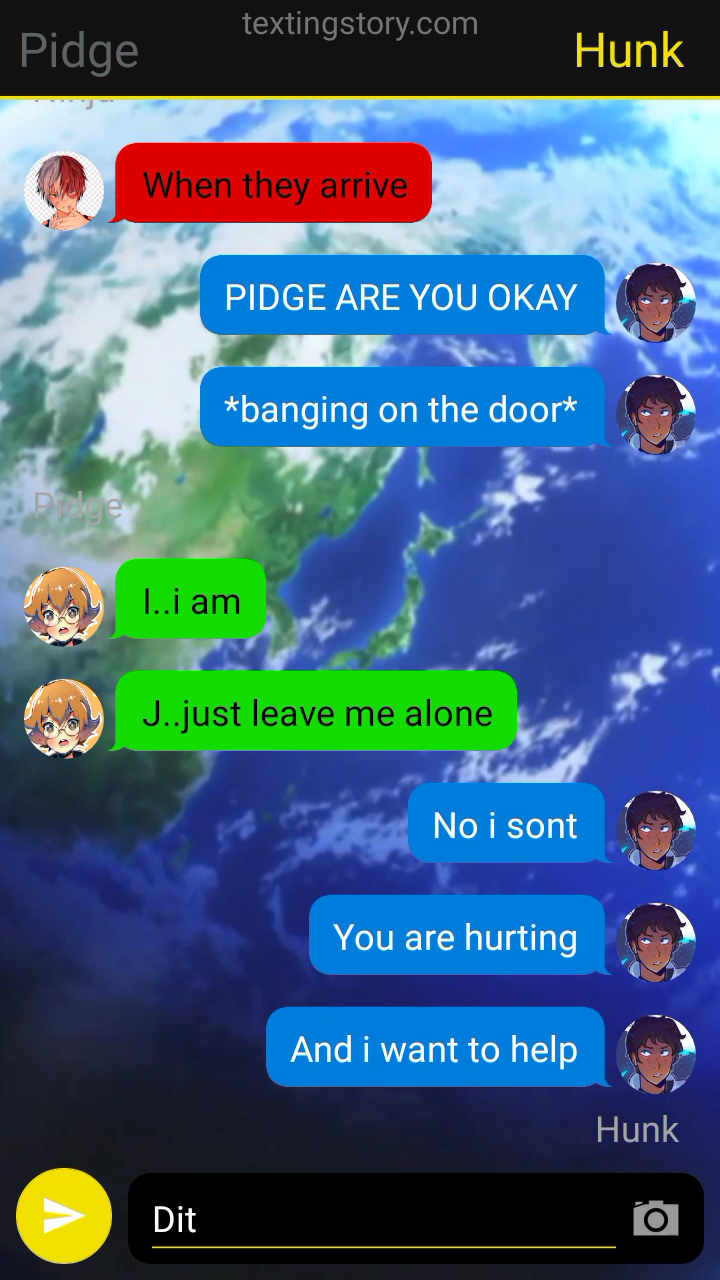 textingstory.com
Pidge
Hunk
Ninja
When they arrive
PIDGE ARE YOU OKAY
*banging on the door*
Pidge
I..i am
J..just leave me alone
No i sont
You are hurting
And i want to help
Hunk
Dit